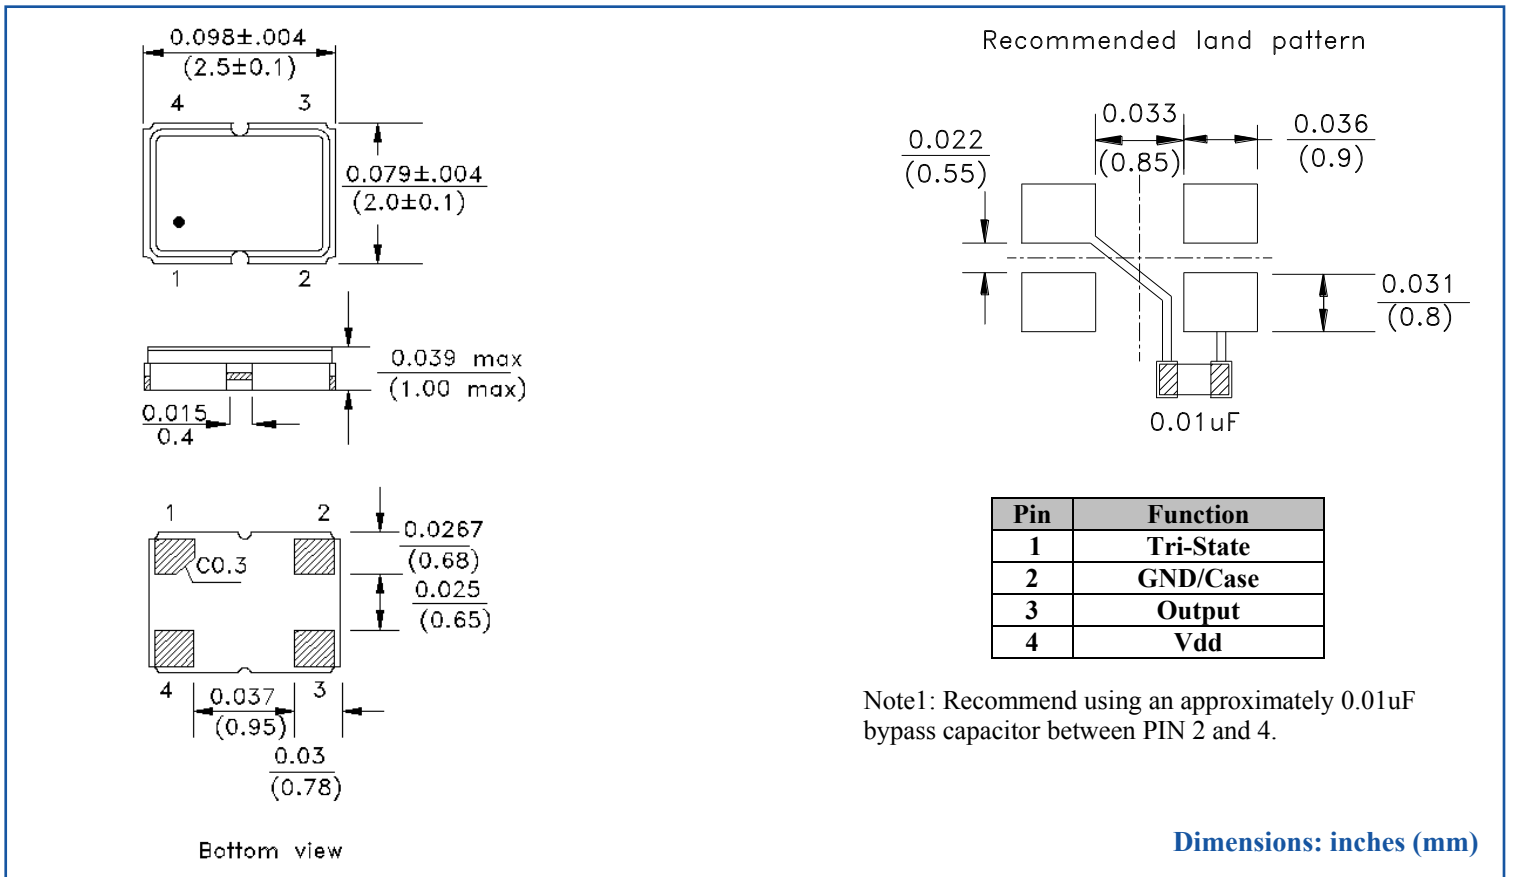 0.098±.004
(2.5±0.1)
4 3
0.079±.004
(2.0±0.1)
1 2
0.039 max
(1.00 max)
0.015
0.4
1 2
0.0267
(0.68)
C0.3
0.025
(0.65)
4 3
0.037
(0.95)
0.03
(0.78)
Bottom view
Recommended land pattern
0.033
(0.85)
0.036
(0.9)
0.022
(0.55)
0.031
(0.8)
0.01uF
Pin Function
1 Tri-State
2 GND/Case
3 Output
4 Vdd
Note1: Recommend using an approximately 0.01uF
bypass capacitor between PIN 2 and 4.
Dimensions: inches (mm)